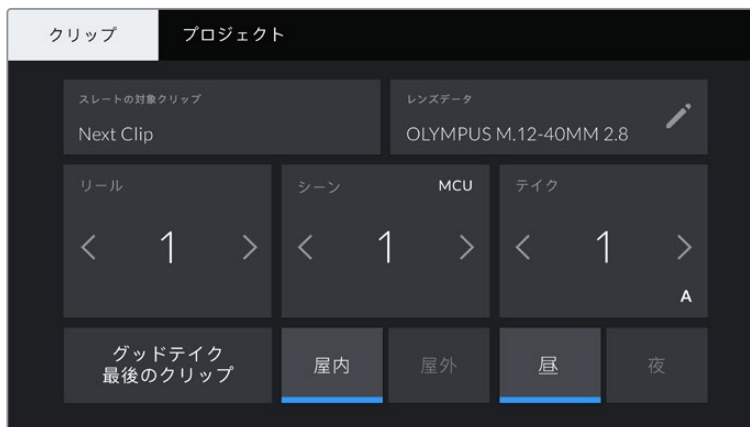 クリップ
プロジェクト
スレートの対象クリップ
Next Clip
レンズデータ
OLYMPUS M.12-40MM 2.8
リール
1
シーン
MCU
1
テイク
1
A
グッドテイク
最後のクリップ
屋内
屋外
昼
夜